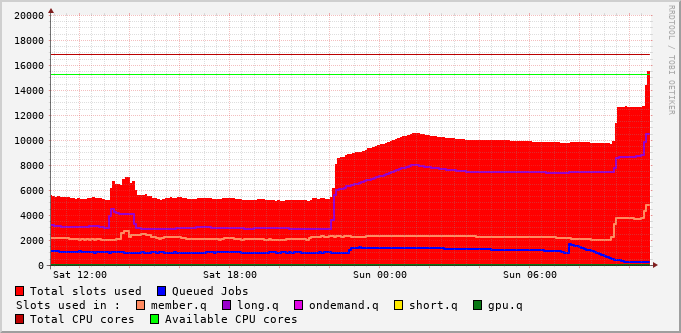 RRDTOOL / TOBI OETIKER
20000
18000
16000
14000
12000
10000
8000
6000
4000
2000
0
Sat 12:00 Sat 18:00 Sun 00:00 Sun 06:00
Total slots used Queued Jobs
Slots used in : member.q long.q ondemand.q short.q gpu.q
Total CPU cores Available CPU cores